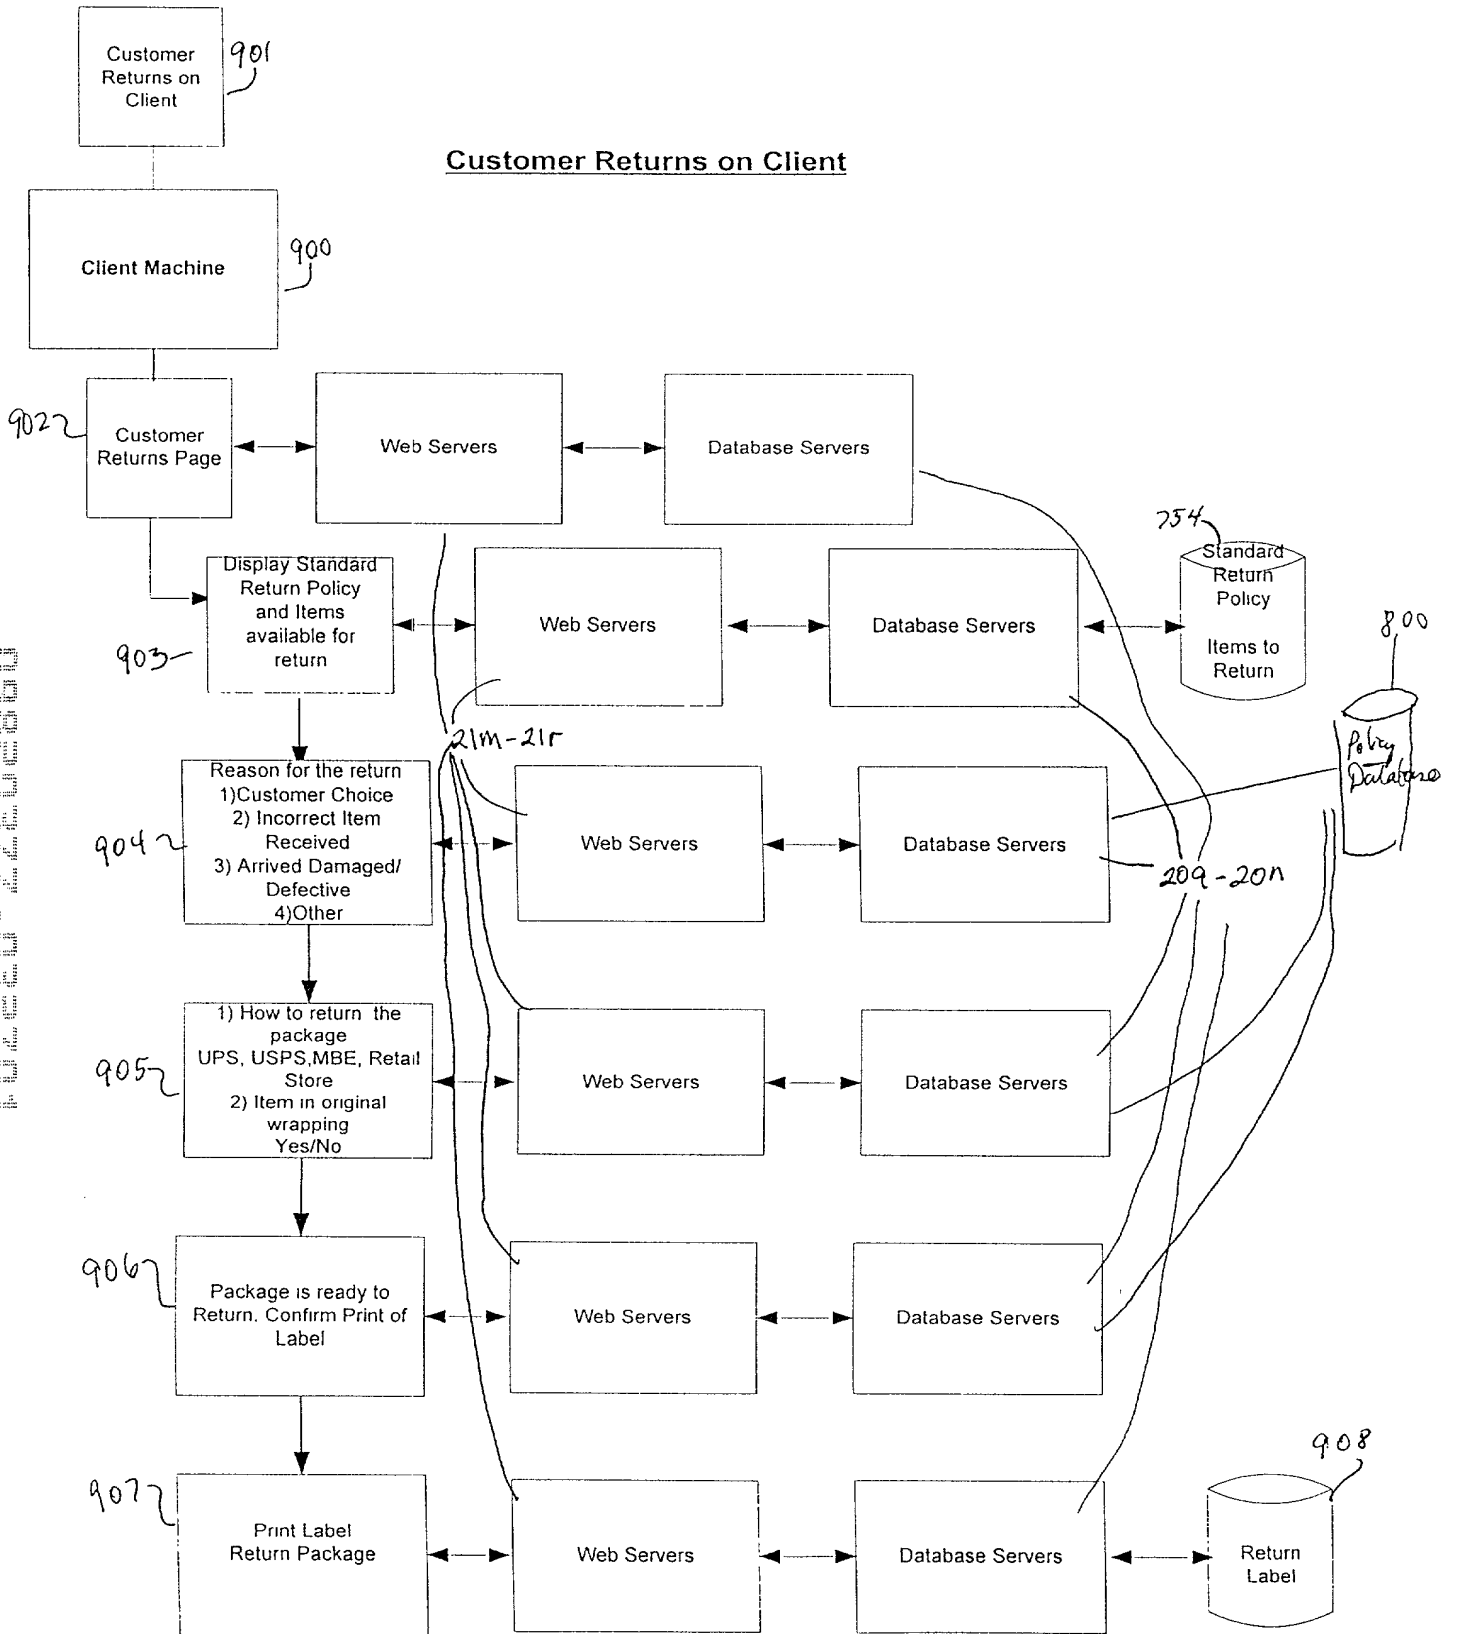 Customer
Returns on
Client
901
Customer Returns on Client
Client Machine
900
902
Customer
Returns Page
Web Servers
Database Servers
903
Display Standard
Return Policy
and Items
available for
return
Web Servers
Database Servers
754
Standard
Return
Policy
Items to
Return
800
Policy
Database
21m-21r
904
Reason for the return
1)Customer Choice
2) Incorrect Item
Received
3) Arrived Damaged/
Defective
4)Other
Web Servers
Database Servers
20q-20n
905
1) How to return the
package
UPS, USPS,MBE, Retail
Store
2) Item in original
wrapping
Yes/No
Web Servers
Database Servers
906
Package is ready to
Return. Confirm Print of
Label
Web Servers
Database Servers
907
Print Label
Return Package
Web Servers
Database Servers
908
Return
Label